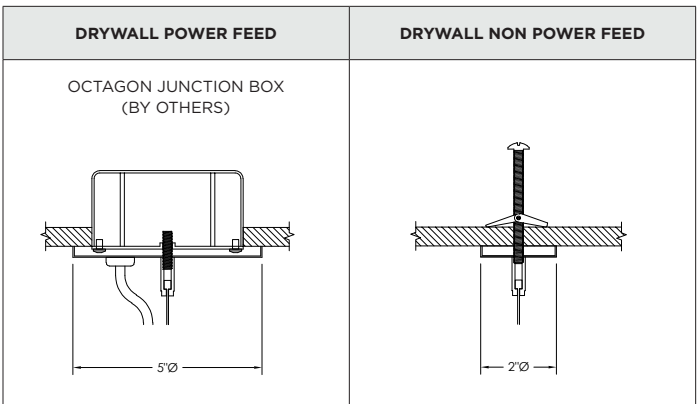 DRYWALL POWER FEED
DRYWALL NON POWER FEED
OCTAGON JUNCTION BOX
(BY OTHERS)
5"Ø
2"Ø